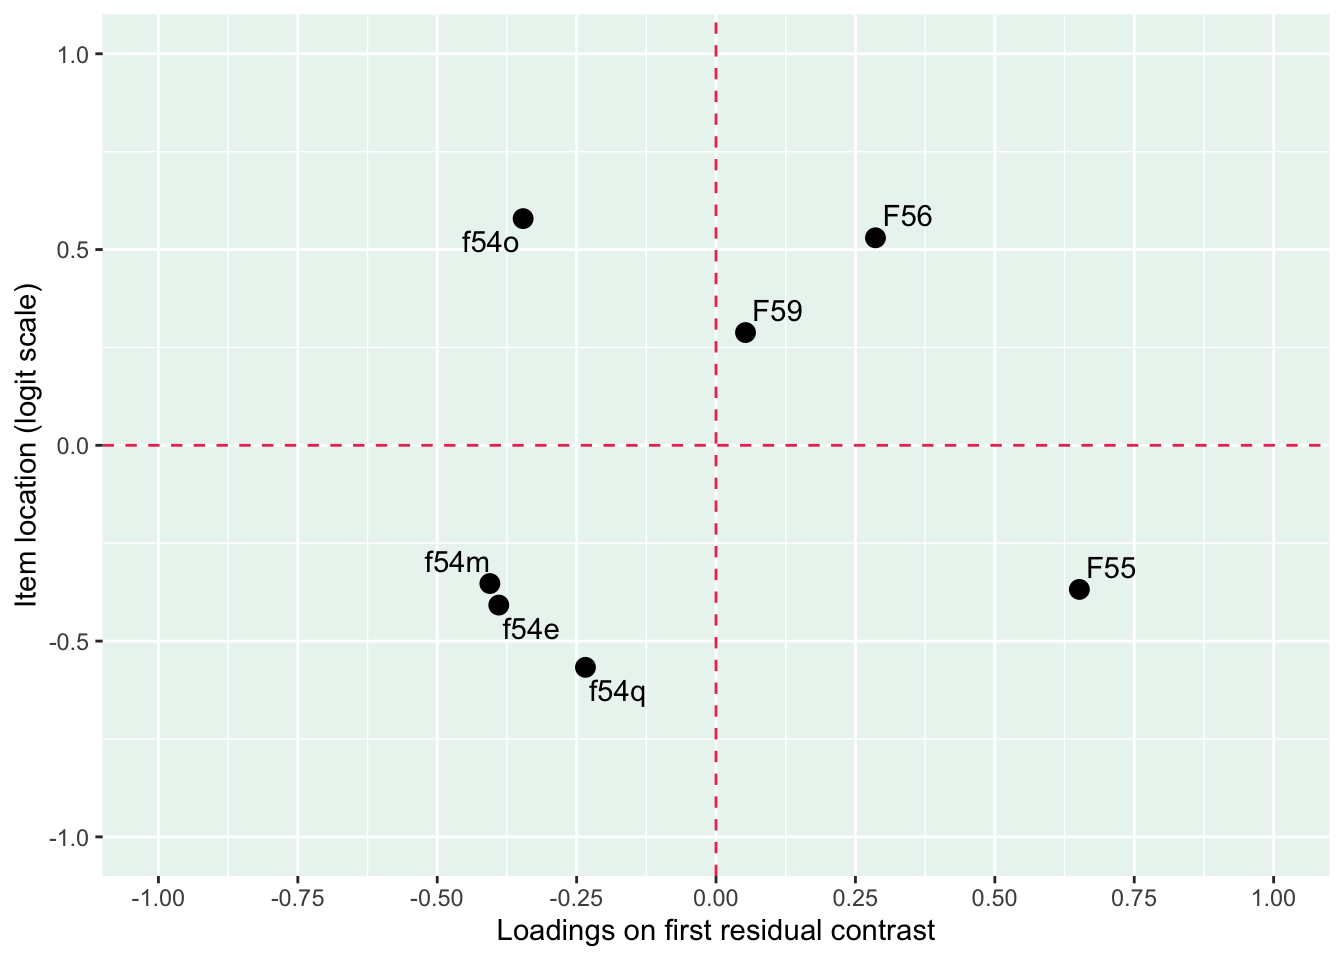 1.0
0.5
0.0
-0.5
-1.0
Item location (logit scale)
F56
f54o
F59
f54m
F55
f54e
f54q
-1.00 -0.75 -0.50 -0.25 0.00 0.25 0.50 0.75 1.00
Loadings on first residual contrast